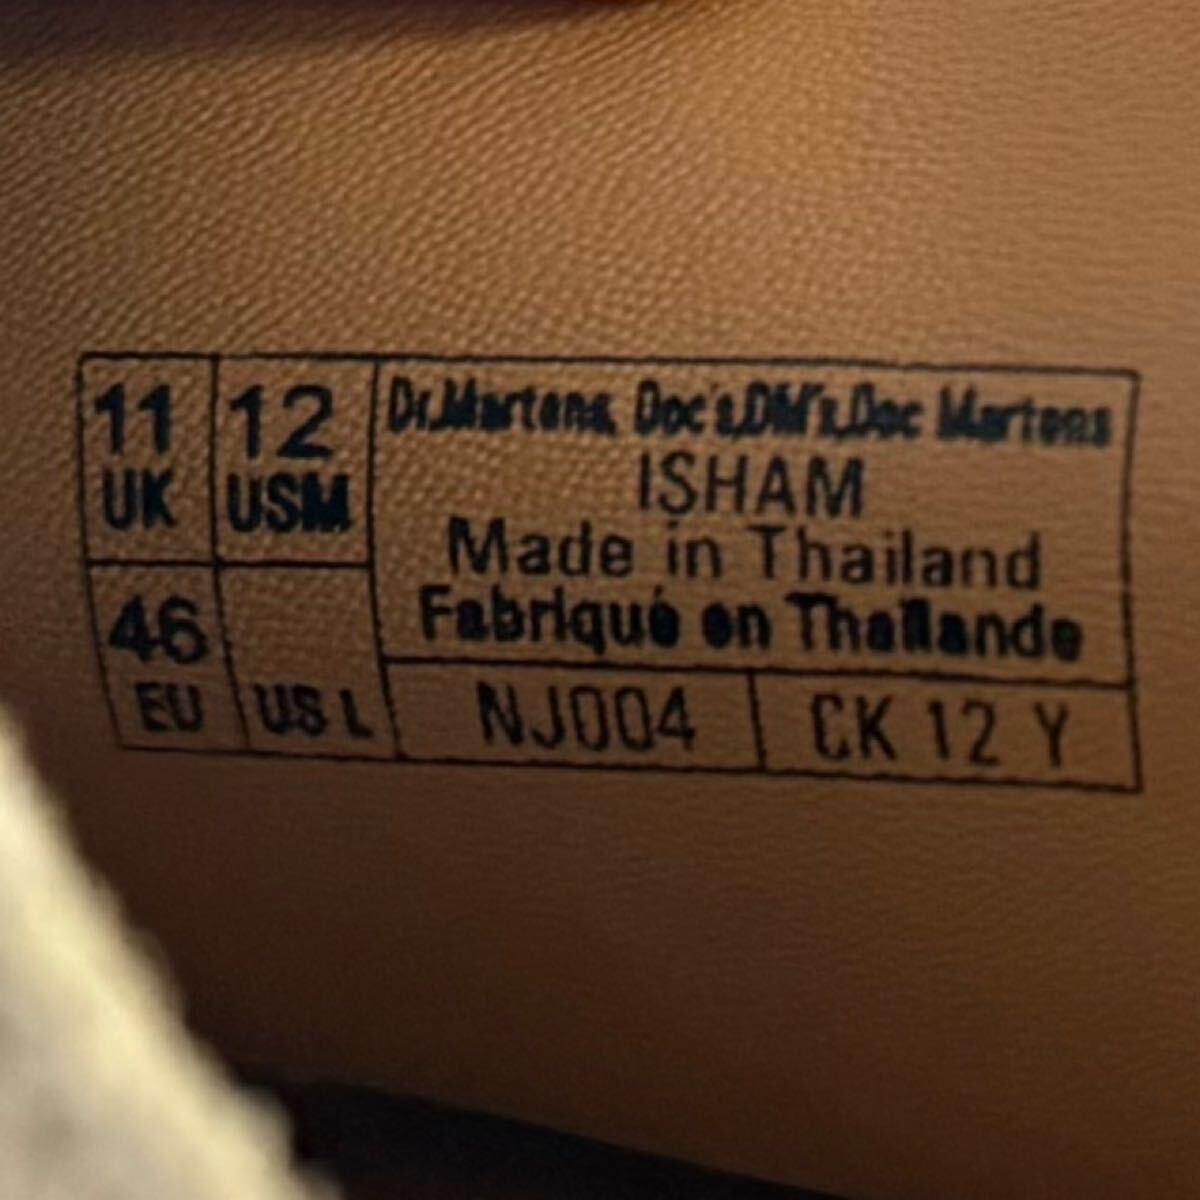 11 UK
12 USM
46 EU
US L
Dr.Martens, Doc's,DM's,Doc Martens
ISHAM
Made in Thailand
Fabriqué en Thaïlande
NJ004
CK 12 Y